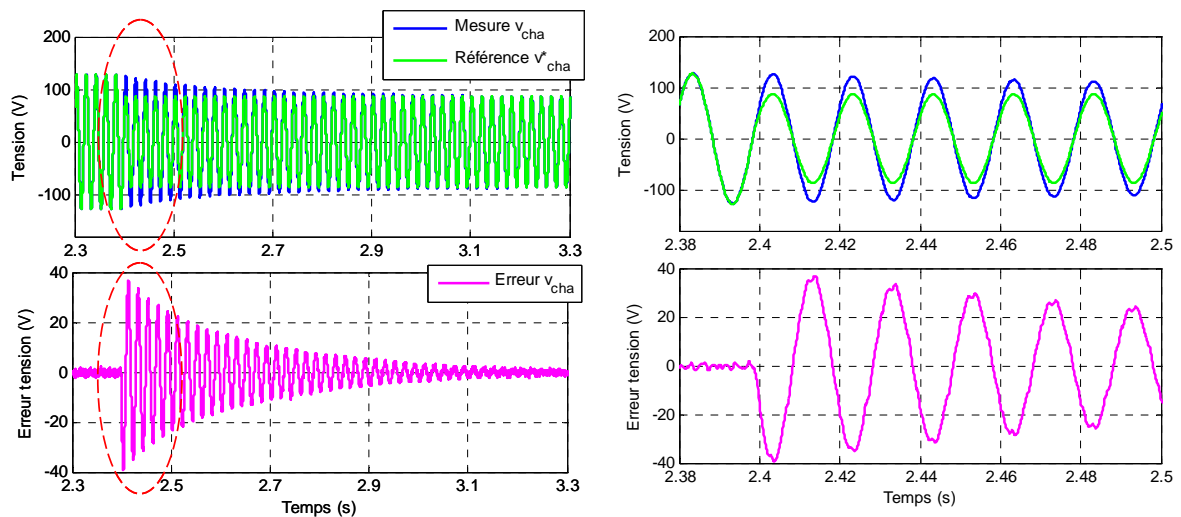 Mesure v_cha
Référence v*_cha
200
100
0
-100
Tension (V)
2.3 2.5 2.7 2.9 3.1 3.3
Erreur v_cha
40
20
0
-20
-40
Erreur tension (V)
2.3 2.5 2.7 2.9 3.1 3.3
Temps (s)
200
100
0
-100
Tension (V)
2.38 2.4 2.42 2.44 2.46 2.48 2.5
40
20
0
-20
-40
Erreur tension (V)
2.38 2.4 2.42 2.44 2.46 2.48 2.5
Temps (s)